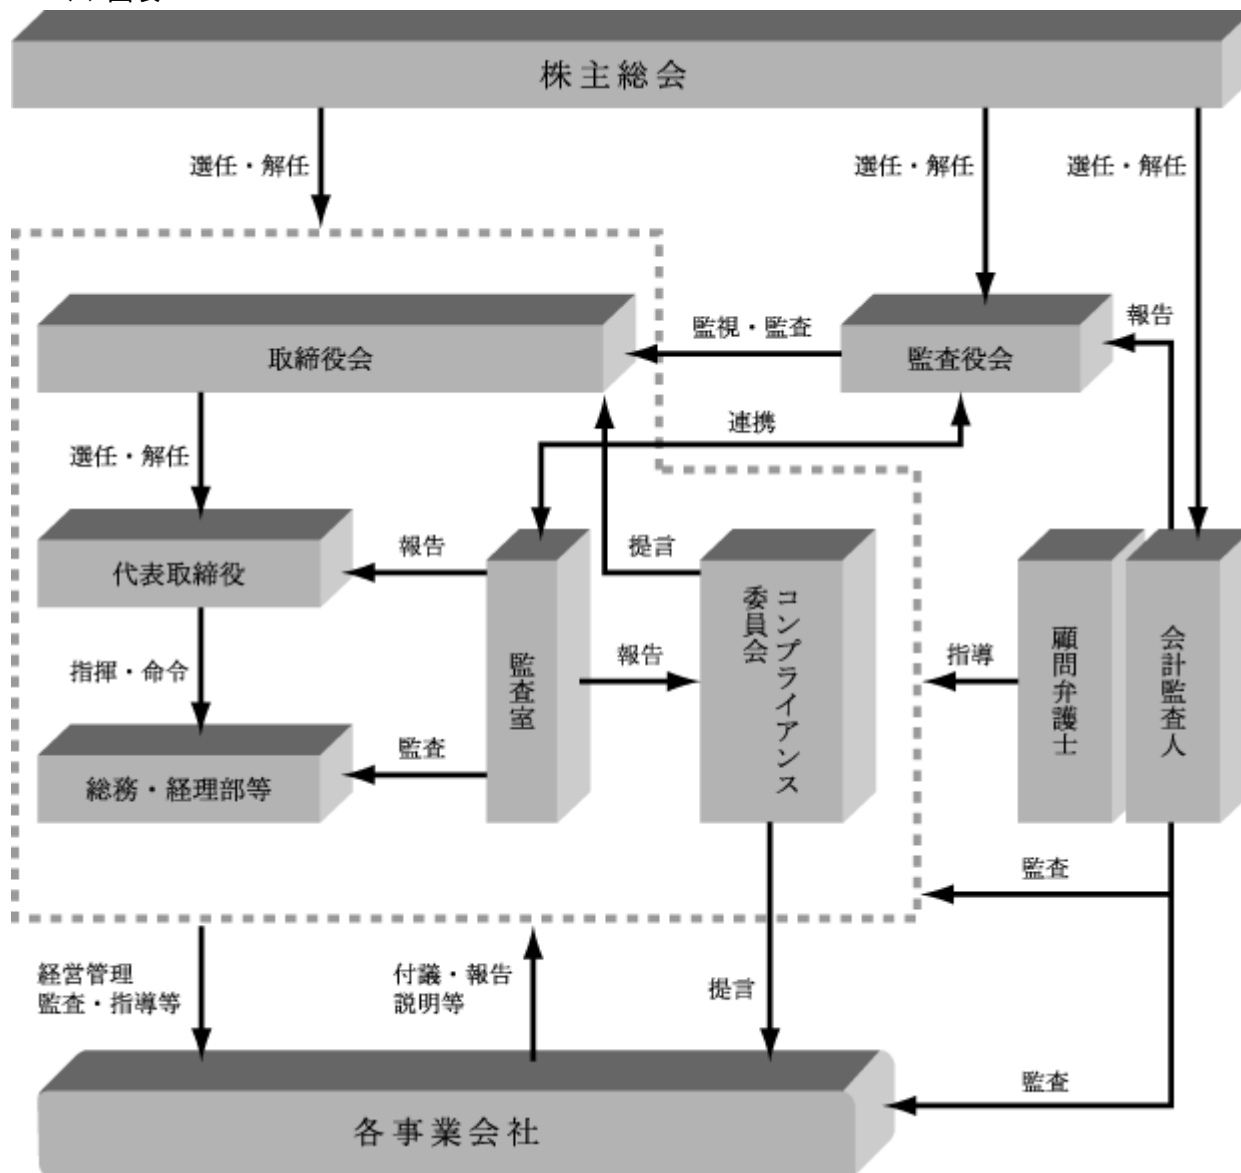 株主総会
選任・解任
選任・解任
選任・解任
取締役会
監視・監査
監査役会
報告
連携
選任・解任
代表取締役
報告
提言
監査室
コンプライアンス
委員会
顧問弁護士
会計監査人
指揮・命令
報告
指導
総務・経理部等
監査
監査
経営管理
監査・指導等
付議・報告
説明等
提言
監査
各事業会社